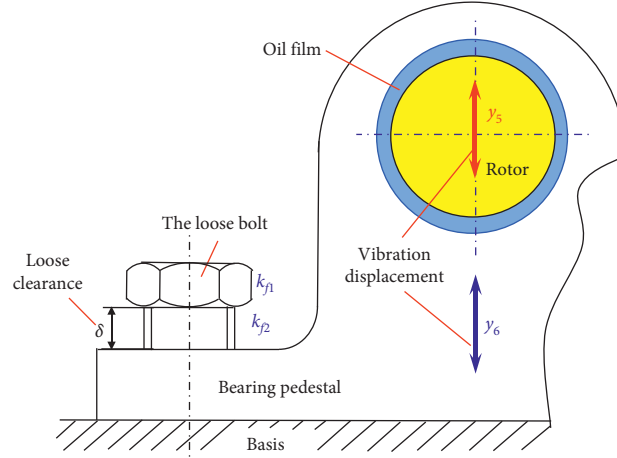 Oil film
y5
Rotor
The loose bolt
Loose
clearance
kf1
Vibration
displacement
δ
kf2
y6
Bearing pedestal
Basis